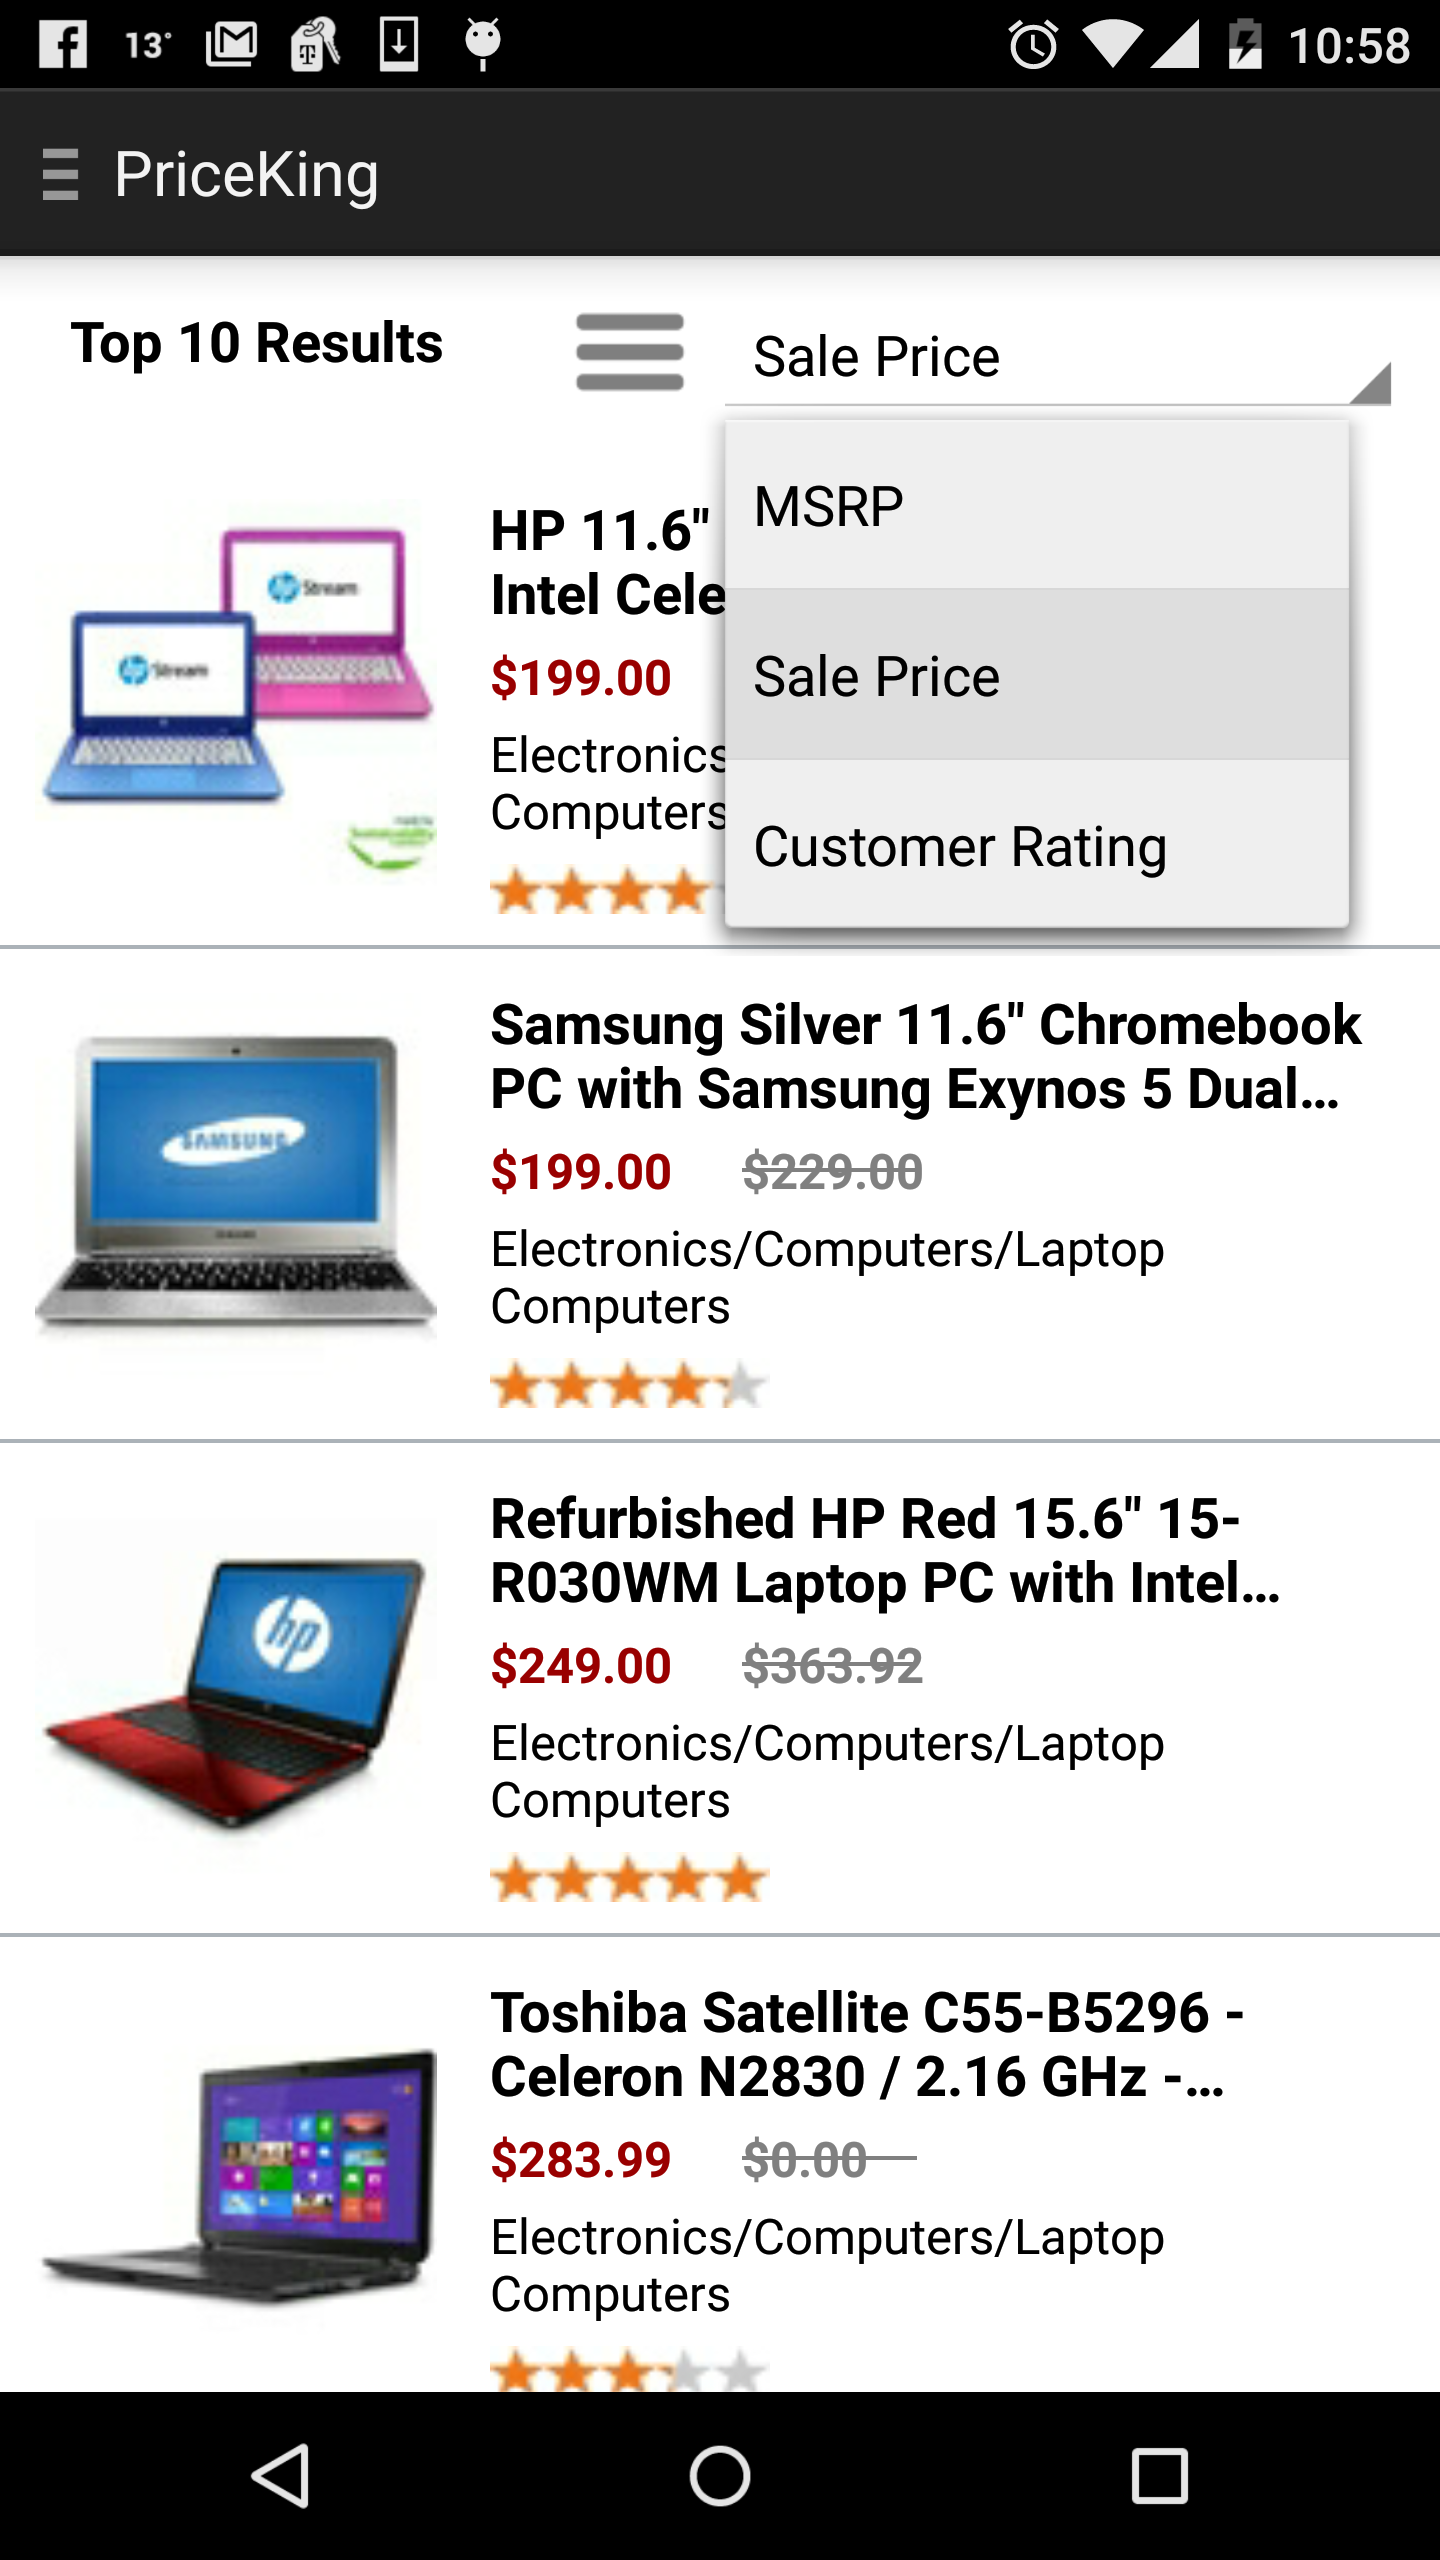 13°
10:58
PriceKing
Top 10 Results
Sale Price
MSRP
Sale Price
Customer Rating
HP 11.6"
Intel Cele
$199.00
Electronics
Computers
Stream
Stream
Samsung Silver 11.6" Chromebook
PC with Samsung Exynos 5 Dual...
$199.00 $229.00
Electronics/Computers/Laptop
Computers
SAMSUNG
Refurbished HP Red 15.6" 15-
R030WM Laptop PC with Intel...
$249.00 $363.92
Electronics/Computers/Laptop
Computers
hp
Toshiba Satellite C55-B5296 -
Celeron N2830 / 2.16 GHz -...
$283.99 $0.00
Electronics/Computers/Laptop
Computers